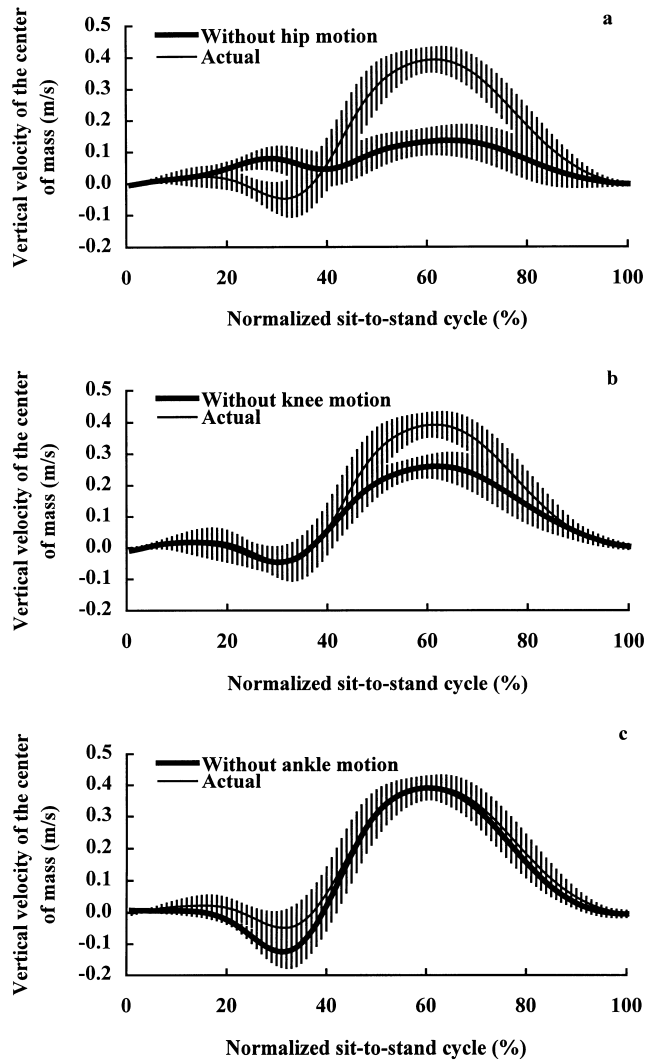 a
Without hip motion
Actual
Vertical velocity of the center
of mass (m/s)
0.5
0.4
0.3
0.2
0.1
0.0
-0.1
-0.2
0 20 40 60 80 100
Normalized sit-to-stand cycle (%)
b
Without knee motion
Actual
Vertical velocity of the center
of mass (m/s)
0.5
0.4
0.3
0.2
0.1
0.0
-0.1
-0.2
0 20 40 60 80 100
Normalized sit-to-stand cycle (%)
c
Without ankle motion
Actual
Vertical velocity of the center
of mass (m/s)
0.5
0.4
0.3
0.2
0.1
0.0
-0.1
-0.2
0 20 40 60 80 100
Normalized sit-to-stand cycle (%)